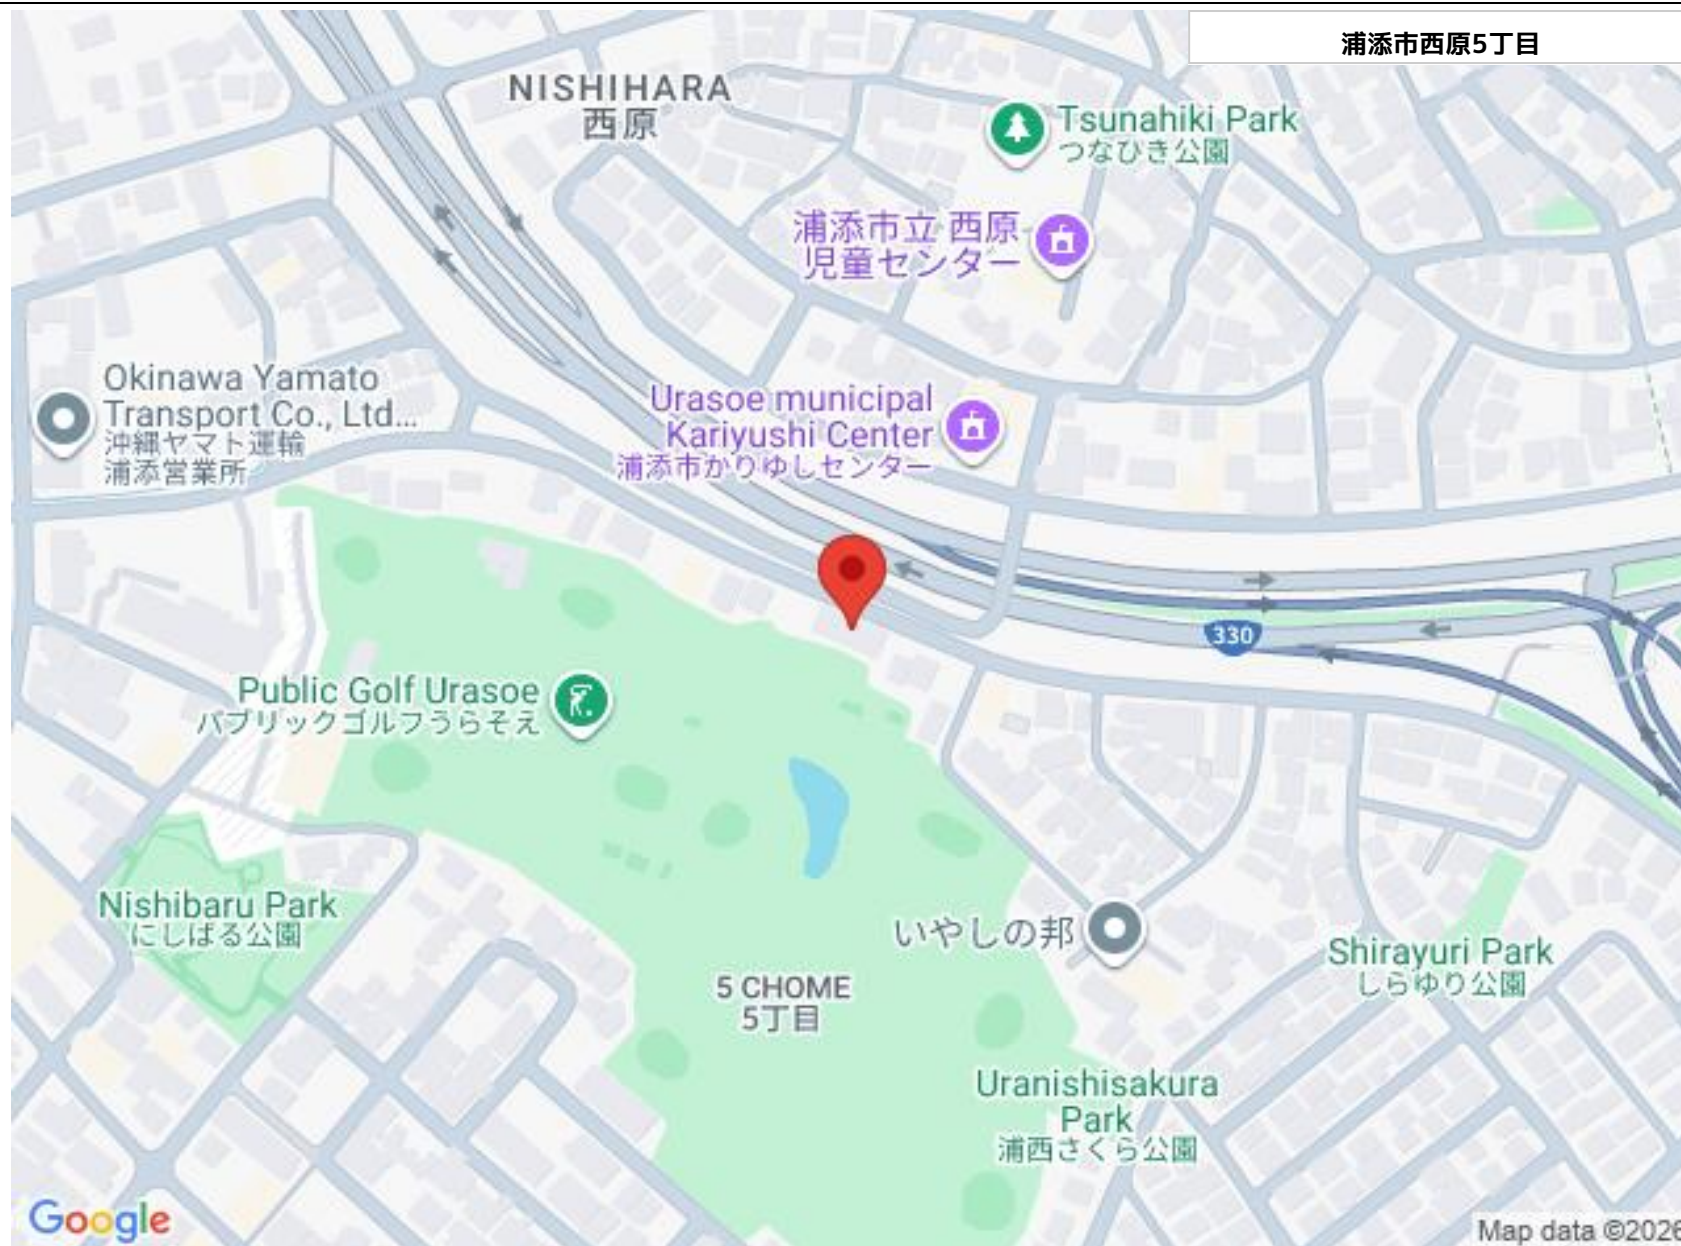 浦添市西原5丁目
NISHIHARA
西原
Tsunahiki Park
つなひき公園
浦添市立 西原
児童センター
Okinawa Yamato
Transport Co., Ltd...
沖縄ヤマト運輸
浦添営業所
Urasoe municipal
Kariyushi Center
浦添市かりゆしセンター
330
Public Golf Urasoe
パブリックゴルフうらそえ
Nishibaru Park
にしばる公園
いやしの邦
Shirayuri Park
しらゆり公園
5 CHOME
5丁目
Uranishisakura
Park
浦西さくら公園
Google
Map data ©2026